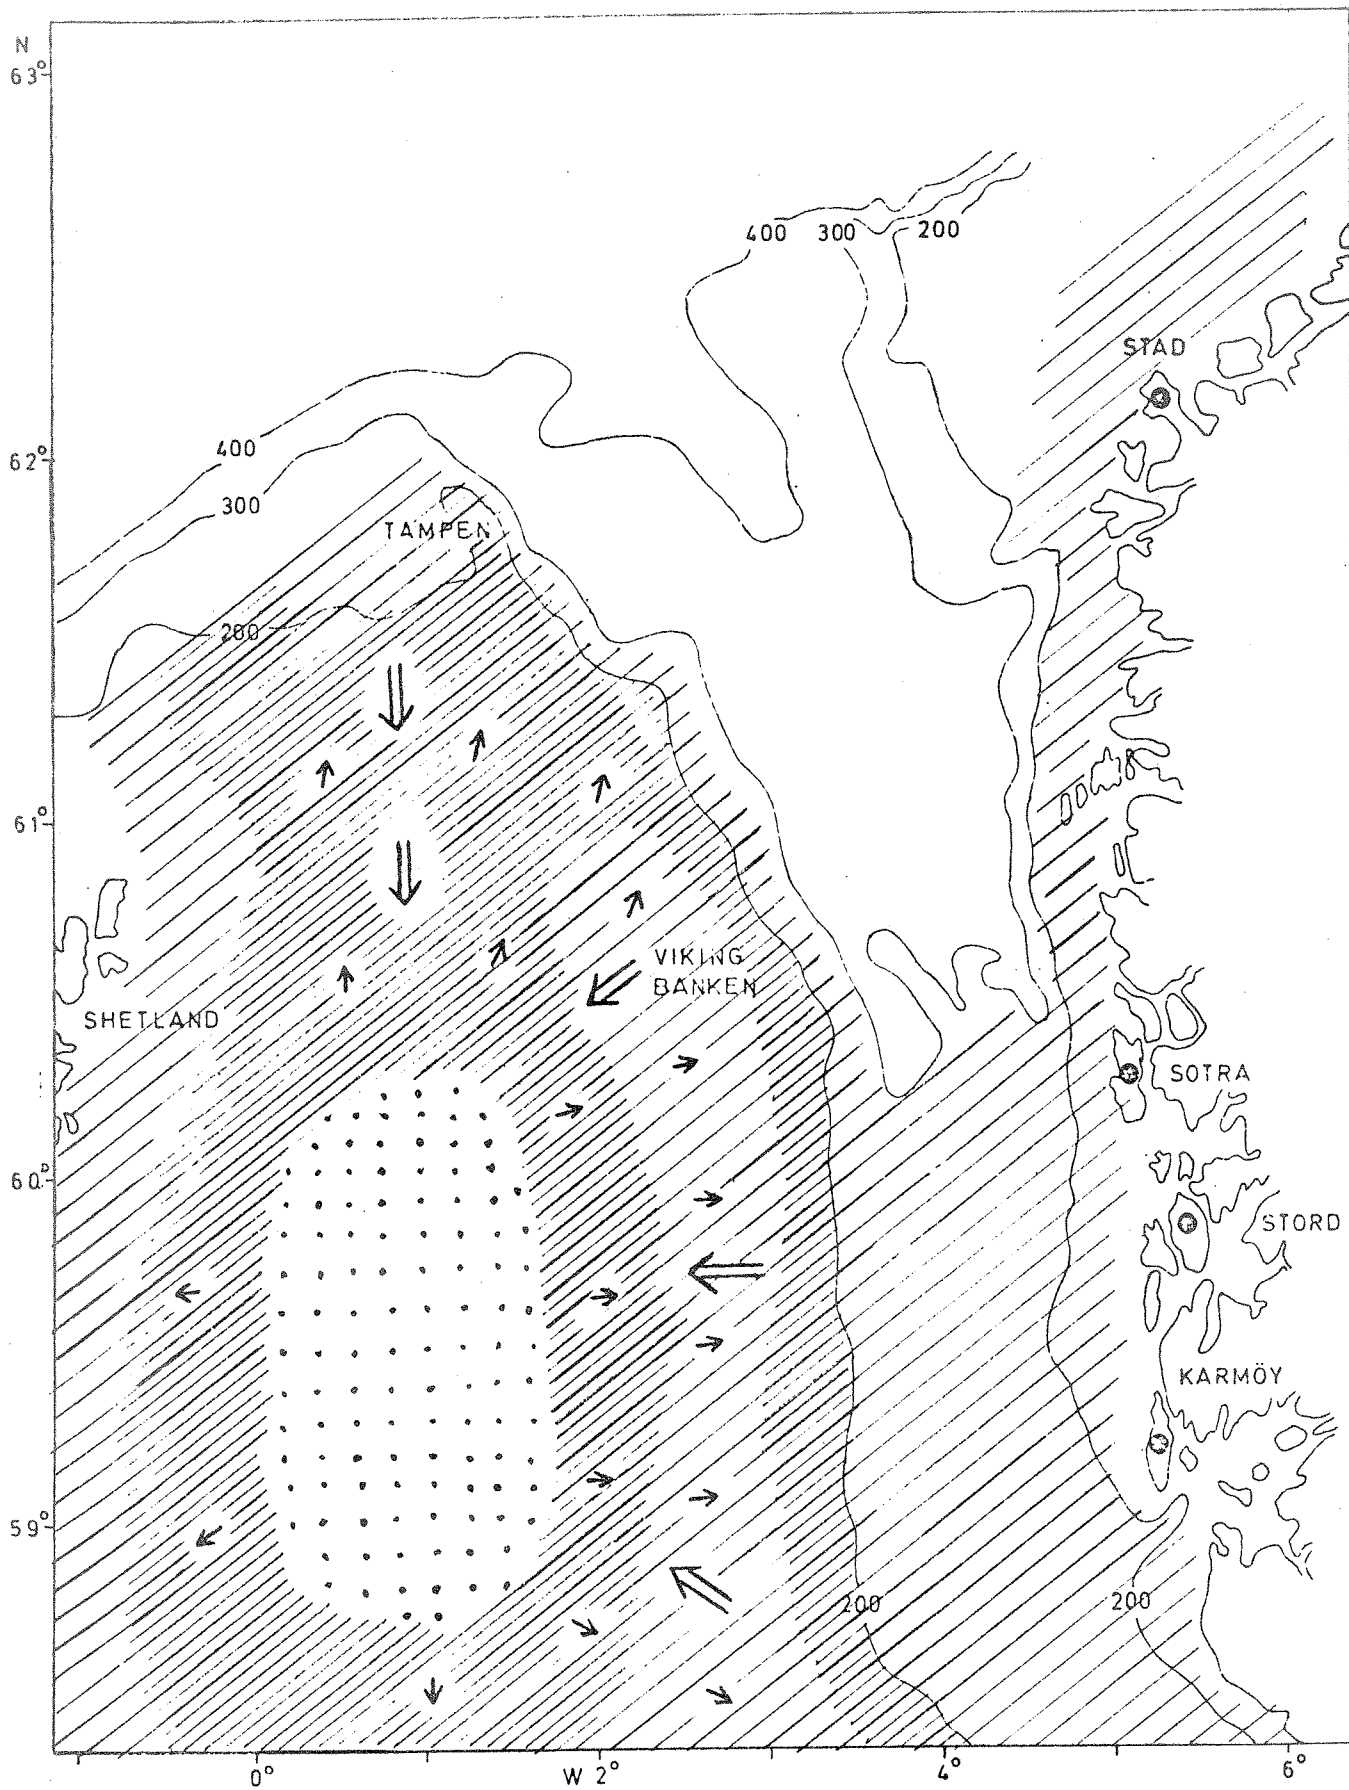 N
63°
400 300 200
STAD
400
62°
300
TAMPEN
200
61°
VIKING
BANKEN
SHETLAND
SOTRA
60°
STORD
KARMÖY
59°
200
200
0° W 2° 4° 6°